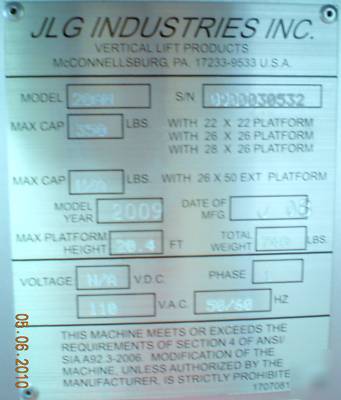 JLG INDUSTRIES INC.
VERTICAL LIFT PRODUCTS
McCONNELLSBURG, PA. 17233-9533 U.S.A.
MODEL S/N 0900030532
MAX CAP 350 LBS. WITH 22 X 22 PLATFORM
WITH 26 X 26 PLATFORM
WITH 28 X 26 PLATFORM
MAX CAP LBS. WITH 26 X 50 EXT PLATFORM
MODEL YEAR 2009 DATE OF MFG.
MAX PLATFORM HEIGHT 20.4 FT TOTAL WEIGHT LBS.
VOLTAGE N/A V.D.C. PHASE 1
110 V.A.C. 50/60 HZ
THIS MACHINE MEETS OR EXCEEDS THE
REQUIREMENTS OF SECTION 4 OF ANSI/
SIA A92.3-2006. MODIFICATION OF THE
MACHINE, UNLESS AUTHORIZED BY THE
MANUFACTURER, IS STRICTLY PROHIBITE
1707081
05.06.2010